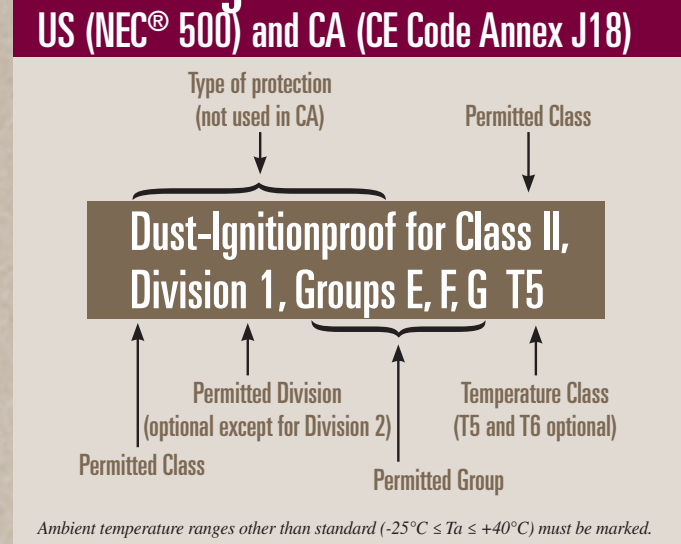 US (NEC® 500) and CA (CE Code Annex J18)
Type of protection
(not used in CA)
Permitted Class
Dust-Ignitionproof for Class II,
Division 1, Groups E, F, G T5
Permitted Division
(optional except for Division 2)
Temperature Class
(T5 and T6 optional)
Permitted Class
Permitted Group
Ambient temperature ranges other than standard (-25°C ≤ Ta ≤ +40°C) must be marked.